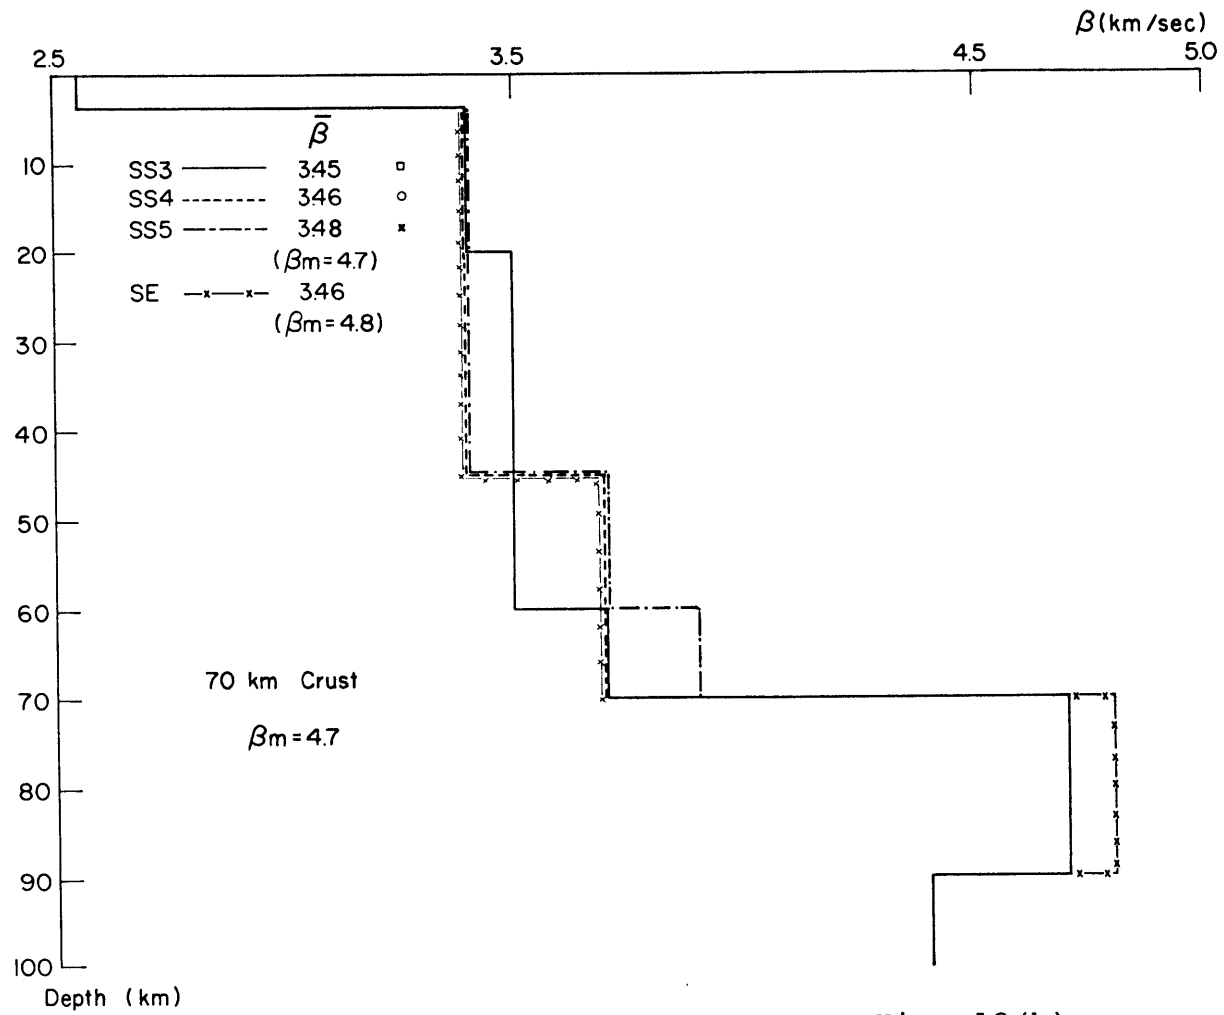 β(km/sec)
2.5 3.5 4.5 5.0
β̄
SS3 3.45 □
SS4 3.46 ○
SS5 3.48 x
(βm=4.7)
SE 3.46
(βm=4.8)
10
20
30
40
50
60
70
80
90
100
70 km Crust
βm=4.7
Depth (km)